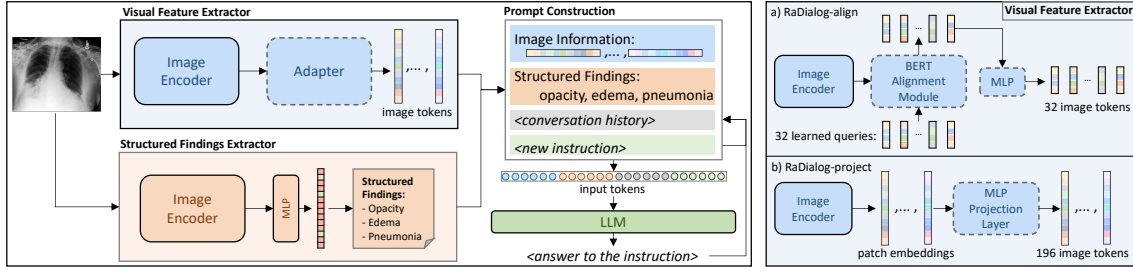 Visual Feature Extractor
Image
Encoder
Adapter
,... ,
image tokens
Structured Findings Extractor
Image
Encoder
MLP
Structured
Findings:
- Opacity
- Edema
- Pneumonia
Prompt Construction
Image Information:
,... ,
Structured Findings:
opacity, edema, pneumonia
<conversation history>
<new instruction>
input tokens
LLM
<answer to the instruction>
Visual Feature Extractor
a) RaDialog-align
Image
Encoder
BERT
Alignment
Module
...
MLP
...
32 image tokens
32 learned queries:
...
b) RaDialog-project
Image
Encoder
,... ,
patch embeddings
MLP
Projection
Layer
,... ,
196 image tokens